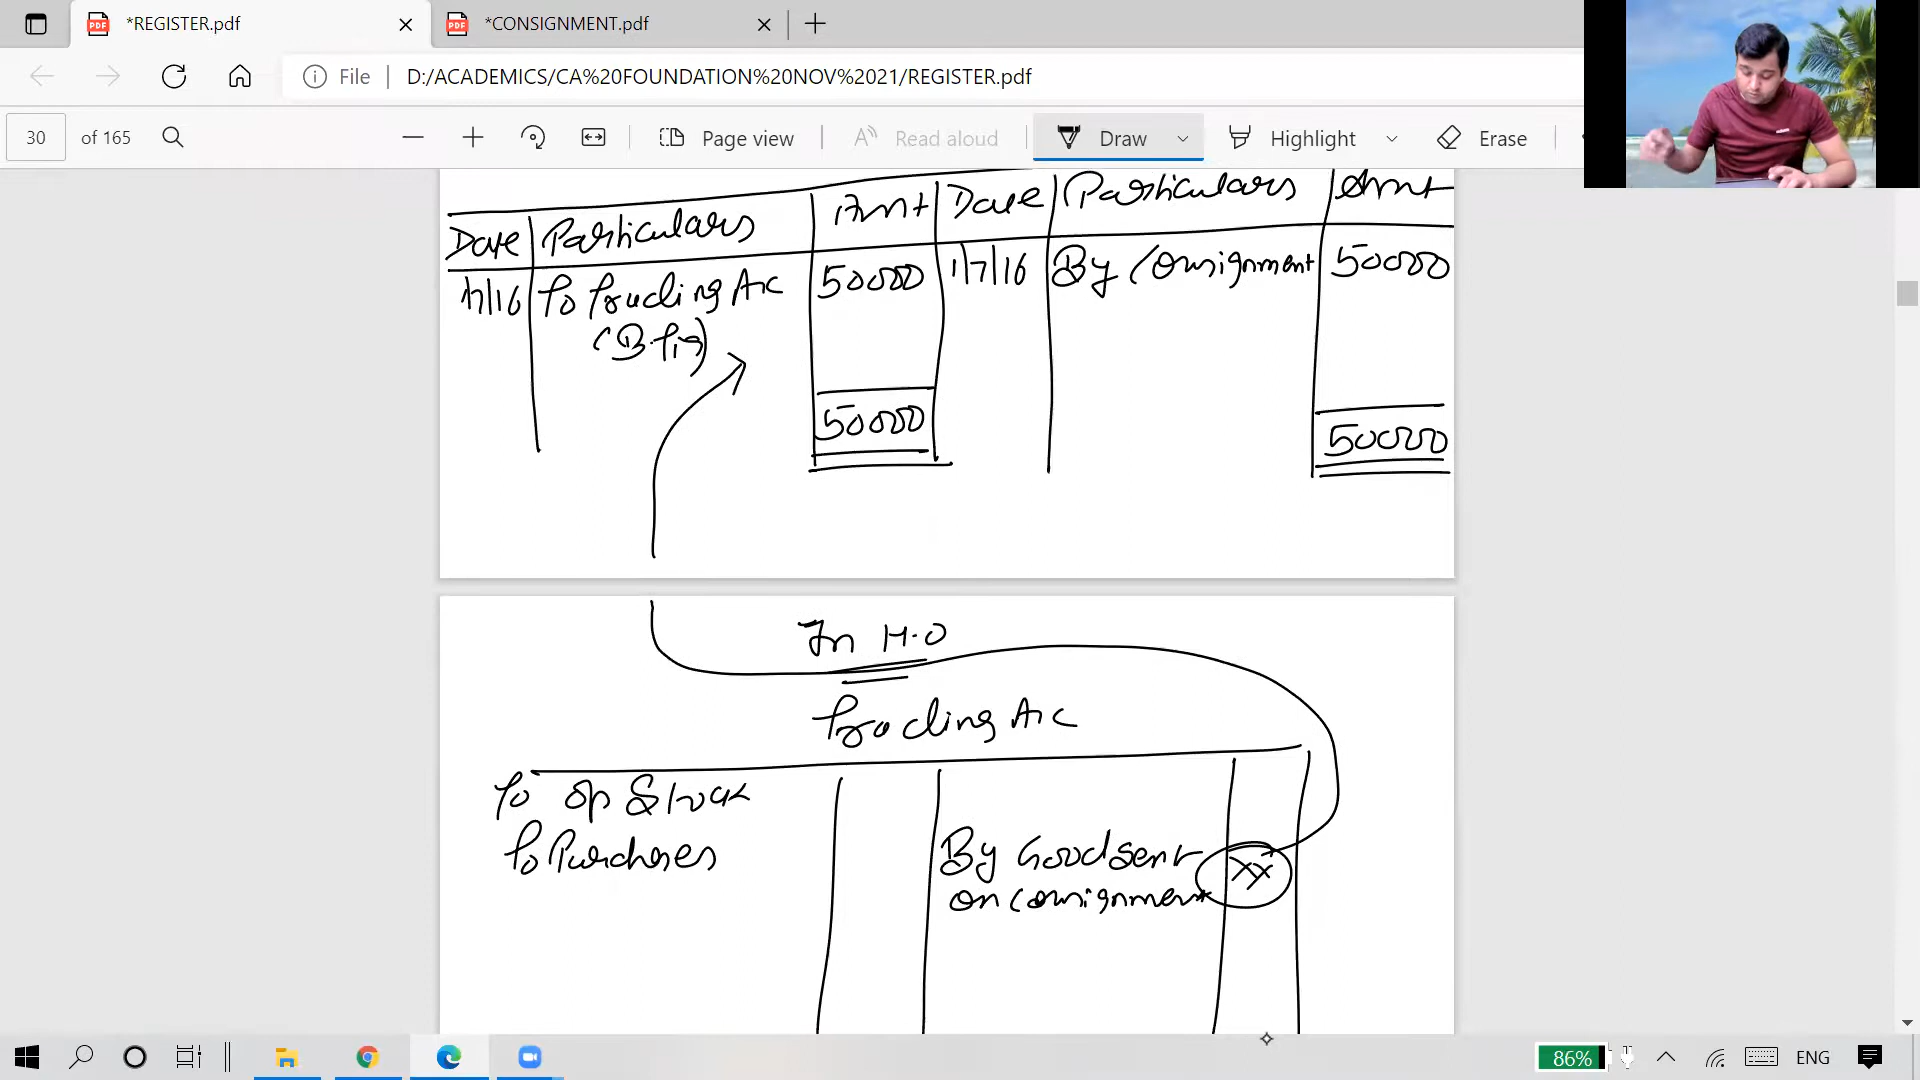 *REGISTER.pdf
*CONSIGNMENT.pdf
File
D:/ACADEMICS/CA%20FOUNDATION%20NOV%2021/REGISTER.pdf
30 of 165
Page view
Read aloud
Draw
Highlight
Erase
Date Particulars Amt Date Particulars Amt
1/7/16 To Trading A/c 50000 1/7/16 By Consignment 50000
(B.fig)
50000 50000
In H.O
Trading A/c
To op Stock
To Purchases By Good sent XX
on Consignment
86% ENG